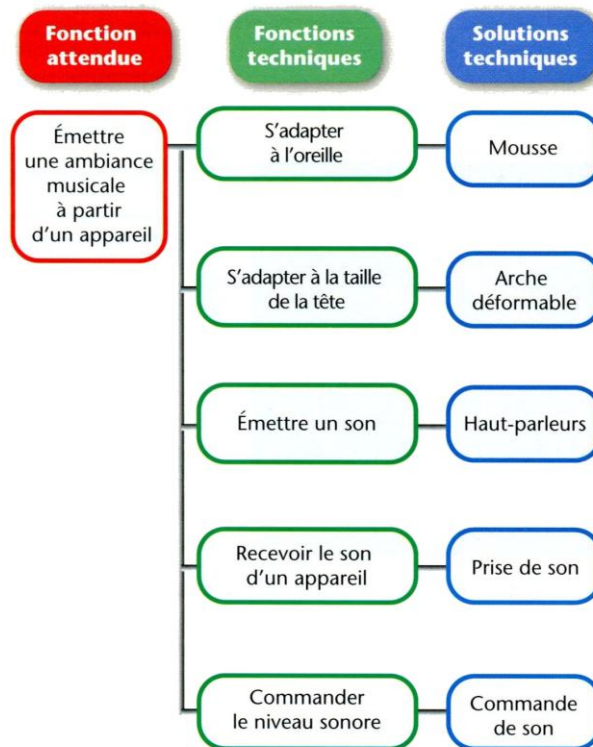 Fonction
attendue
Fonctions
techniques
Solutions
techniques
Émettre
une ambiance
musicale
à partir
d'un appareil
S'adapter
à l'oreille
Mousse
S'adapter à la taille
de la tête
Arche
déformable
Émettre un son
Haut-parleurs
Recevoir le son
d'un appareil
Prise de son
Commander
le niveau sonore
Commande
de son